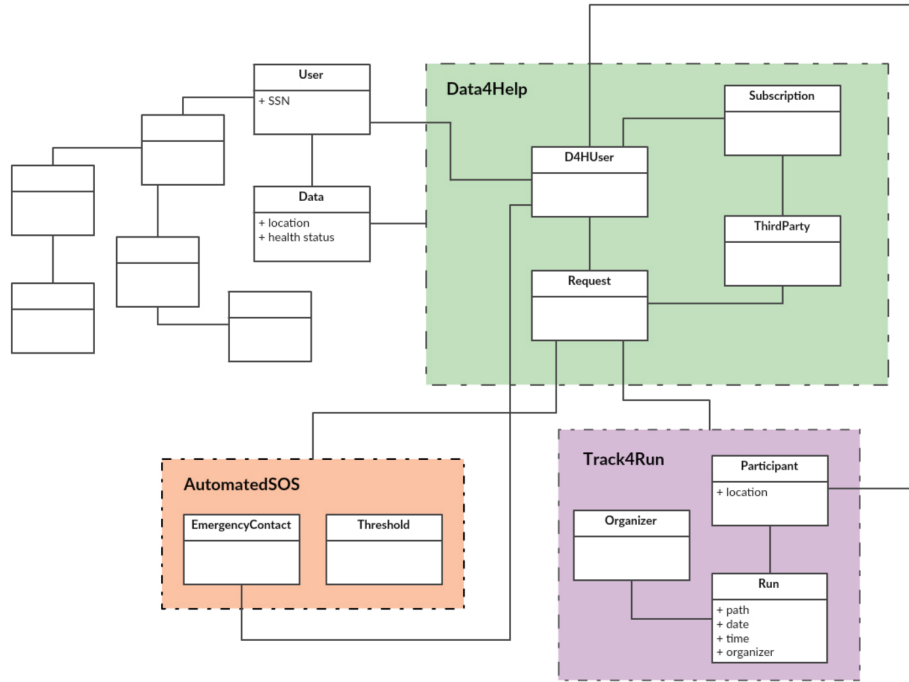 User
+ SSN
Data
+ location
+ health status
Data4Help
Subscription
D4HUser
ThirdParty
Request
AutomatedSOS
EmergencyContact
Threshold
Track4Run
Participant
+ location
Organizer
Run
+ path
+ date
+ time
+ organizer